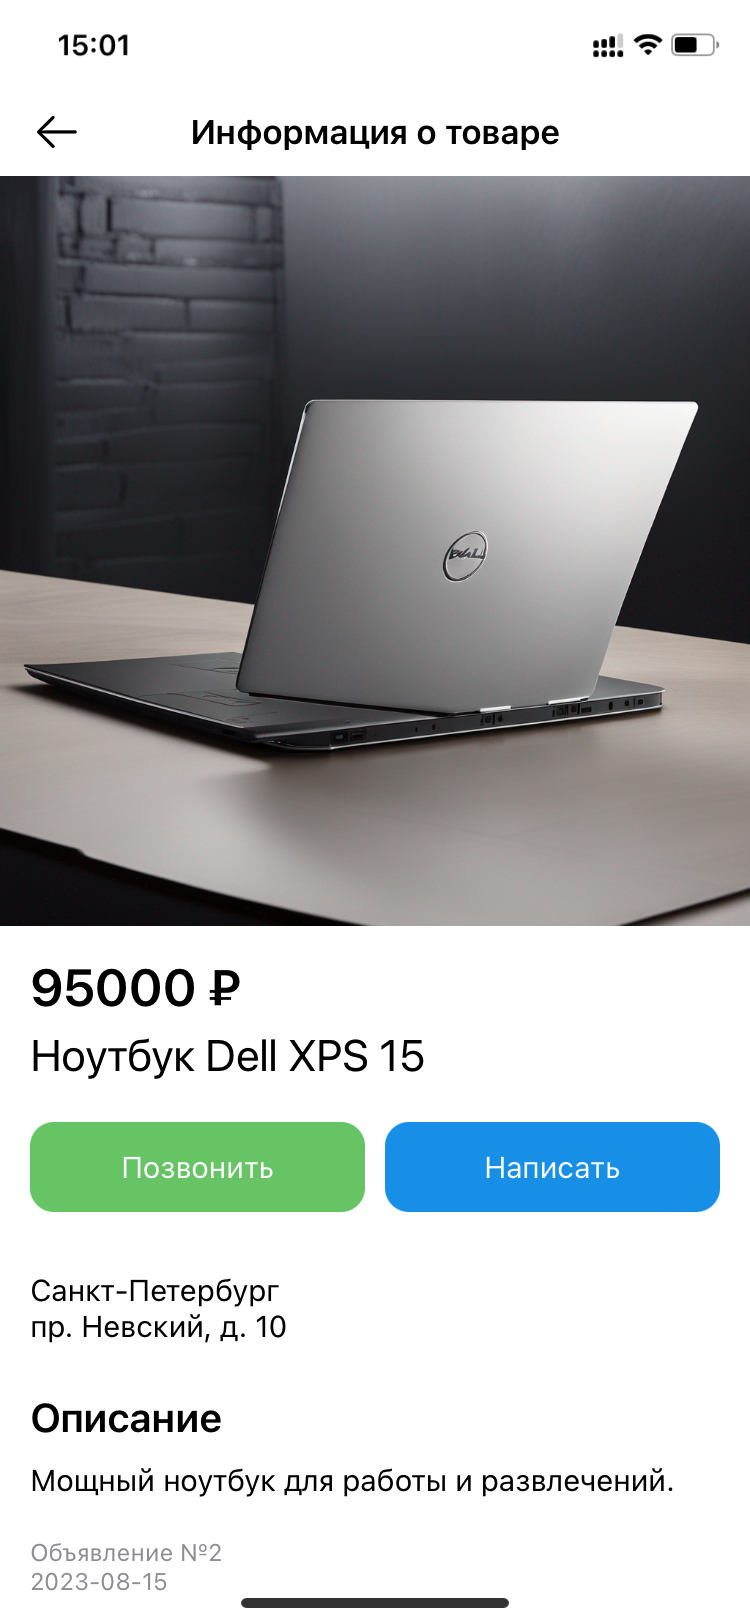 15:01
Информация о товаре
DELL
95000 ₽
Ноутбук Dell XPS 15
Позвонить
Написать
Санкт-Петербург
пр. Невский, д. 10
Описание
Мощный ноутбук для работы и развлечений.
Объявление №2
2023-08-15